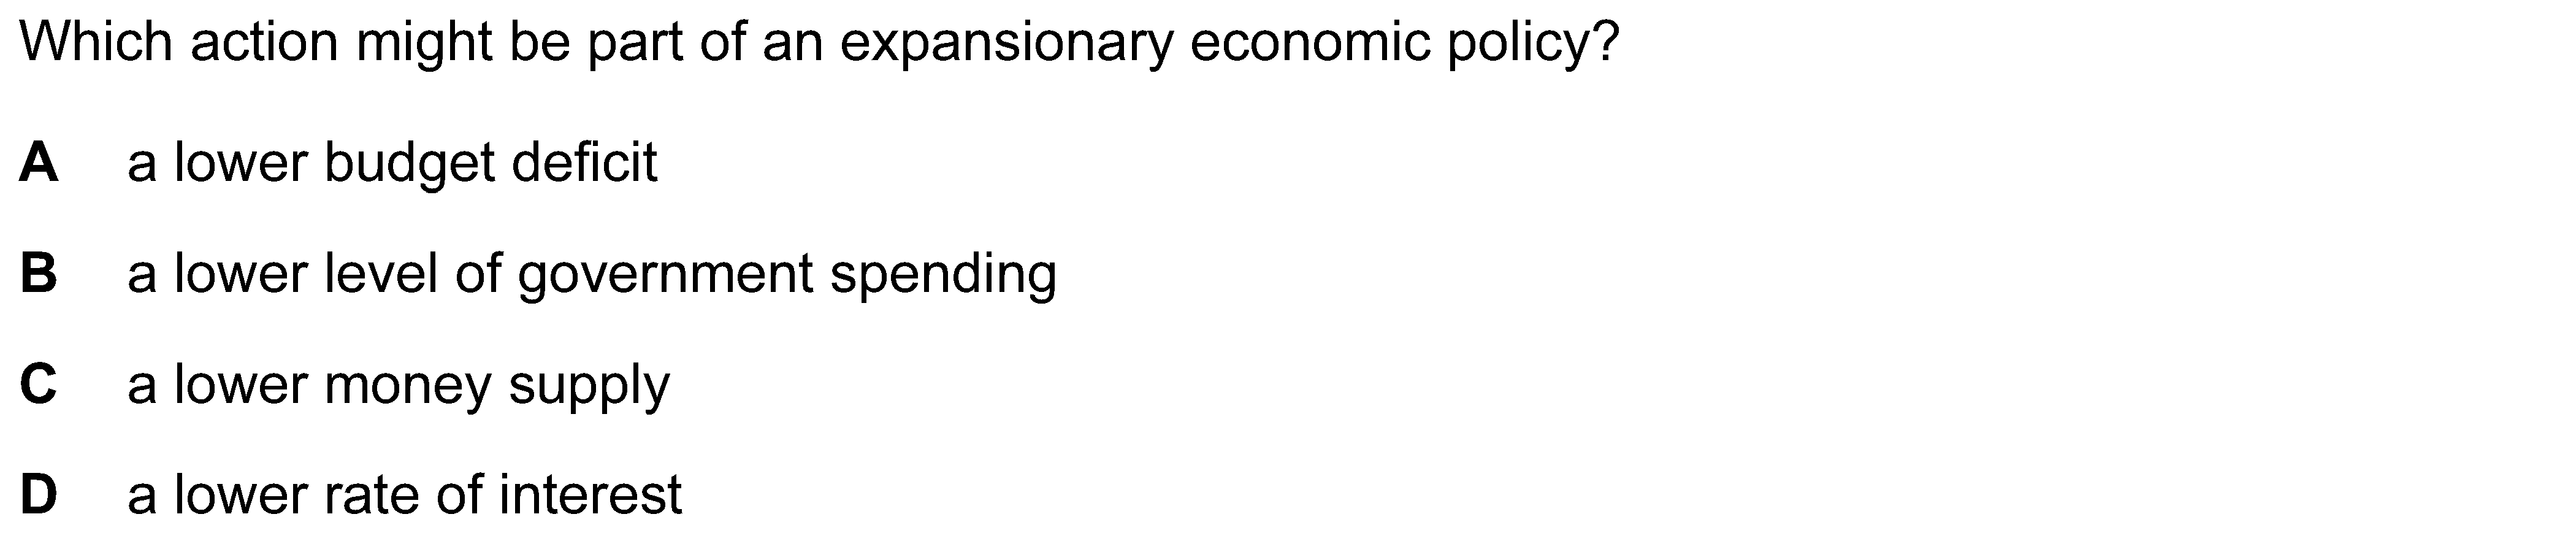 Which action might be part of an expansionary economic policy?
A a lower budget deficit
B a lower level of government spending
C a lower money supply
D a lower rate of interest